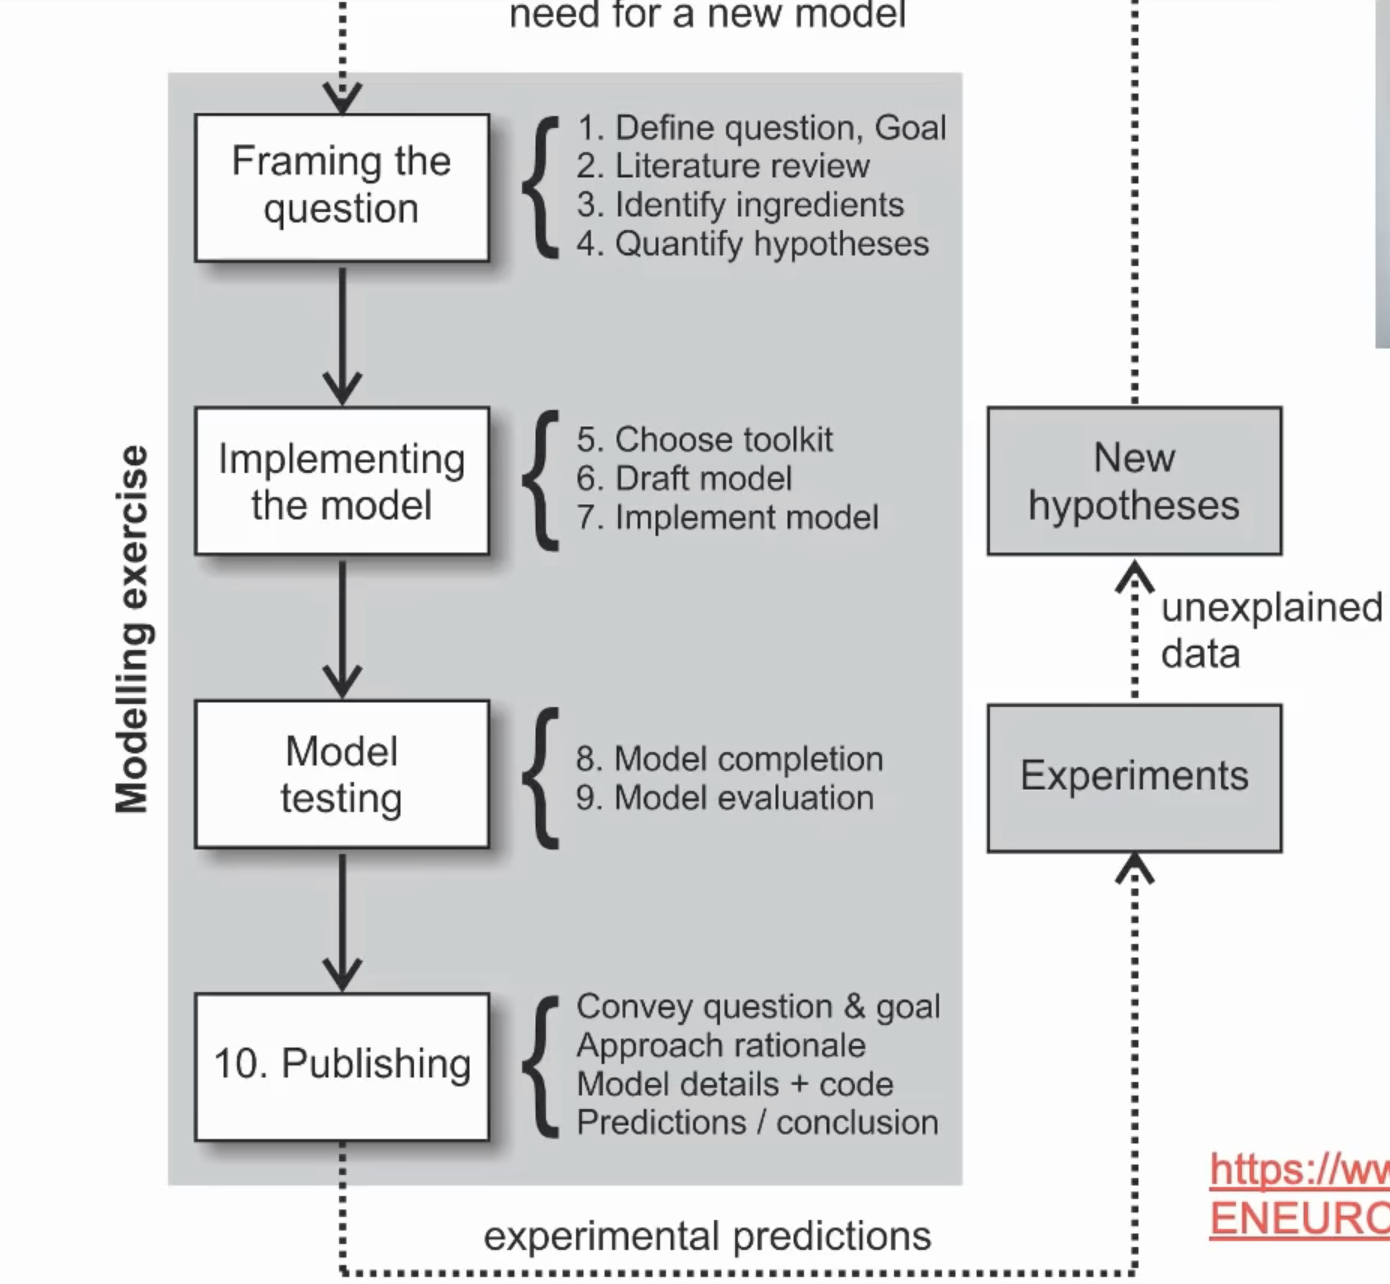 need for a new model
Framing the
question
1. Define question, Goal
2. Literature review
3. Identify ingredients
4. Quantify hypotheses
Modelling exercise
Implementing
the model
5. Choose toolkit
6. Draft model
7. Implement model
New
hypotheses
unexplained
data
Model
testing
8. Model completion
9. Model evaluation
Experiments
10. Publishing
Convey question & goal
Approach rationale
Model details + code
Predictions / conclusion
experimental predictions
https://ww
ENEURO